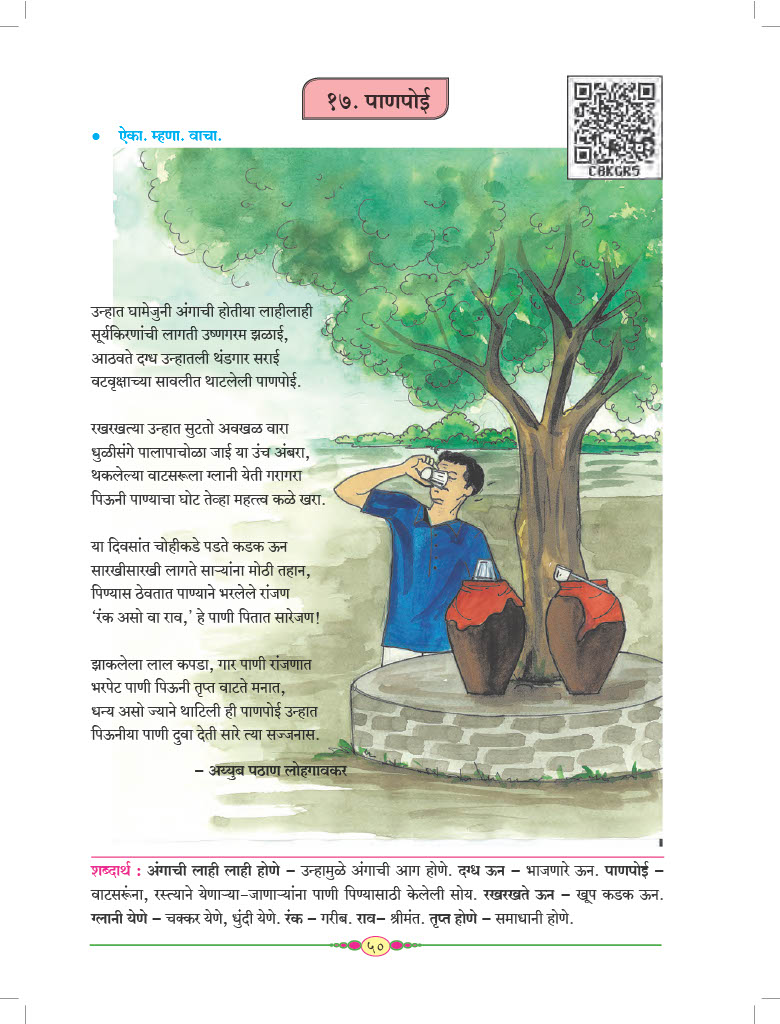 १७. पाणपोई
CBKGR5
● ऐका. म्हणा. वाचा.
उन्हात घामेजुनी अंगाची होतीया लाहीलाही
सूर्यकिरणांची लागती उष्णगरम झळाई,
आठवते दग्ध उन्हातली थंडगार सराई
वटवृक्षाच्या सावलीत थाटलेली पाणपोई.
रखरखत्या उन्हात सुटतो अवखळ वारा
धुळीसंगे पालापाचोळा जाई या उंच अंबरा,
थकलेल्या वाटसरूला ग्लानी येती गरागरा
पिऊनी पाण्याचा घोट तेव्हा महत्त्व कळे खरा.
या दिवसांत चोहीकडे पडते कडक ऊन
सारखीसारखी लागते साऱ्यांना मोठी तहान,
पिण्यास ठेवतात पाण्याने भरलेले रांजण
‘रंक असो वा राव,’ हे पाणी पितात सारेजण!
झाकलेला लाल कपडा, गार पाणी रांजणात
भरपेट पाणी पिऊनी तृप्त वाटते मनात,
धन्य असो ज्याने थाटिली ही पाणपोई उन्हात
पिऊनीया पाणी दुवा देती सारे त्या सज्जनास.
– अय्युब पठाण लोहगावकर
शब्दार्थ : अंगाची लाही लाही होणे – उन्हामुळे अंगाची आग होणे. दग्ध ऊन – भाजणारे ऊन. पाणपोई –
वाटसरूंना, रस्त्याने येणाऱ्या-जाणाऱ्यांना पाणी पिण्यासाठी केलेली सोय. रखरखते ऊन – खूप कडक ऊन.
ग्लानी येणे – चक्कर येणे, धुंदी येणे. रंक – गरीब. राव– श्रीमंत. तृप्त होणे – समाधानी होणे.
५०